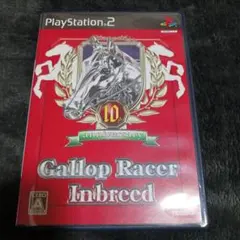 PlayStation 2
10
Gallop Racer
Inbreed
A